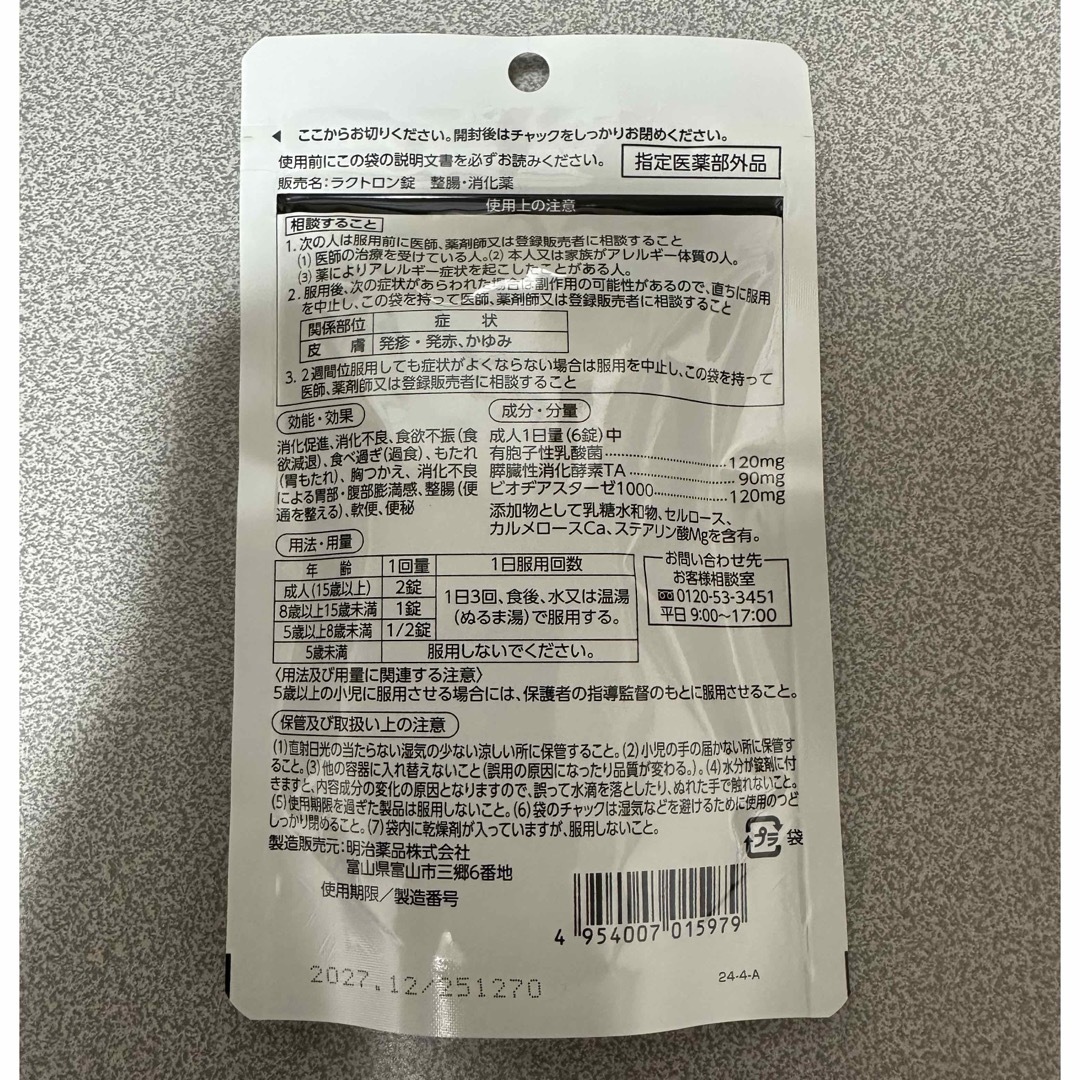 ◀ ここからお切りください。開封後はチャックをしっかりお閉めください。
使用前にこの袋の説明文書を必ずお読みください。
指定医薬部外品
販売名:ラクトロン錠 整腸・消化薬
使用上の注意
相談すること
1. 次の人は服用前に医師、薬剤師又は登録販売者に相談すること
(1) 医師の治療を受けている人。(2) 本人又は家族がアレルギー体質の人。
(3) 薬によりアレルギー症状を起こしたことがある人。
2. 服用後、次の症状があらわれた場合は副作用の可能性があるので、直ちに服用
を中止し、この袋を持って医師、薬剤師又は登録販売者に相談すること
関係部位 症状
皮膚 発疹・発赤、かゆみ
3. 2週間位服用しても症状がよくならない場合は服用を中止し、この袋を持って
医師、薬剤師又は登録販売者に相談すること
効能・効果
消化促進、消化不良、食欲不振(食
欲減退)、食べ過ぎ(過食)、もたれ
(胃もたれ)、胸つかえ、消化不良
による胃部・腹部膨満感、整腸(便
通を整える)、軟便、便秘
成分・分量
成人1日量(6錠)中
有胞子性乳酸菌 120mg
膵臓性消化酵素TA 90mg
ビオヂアスターゼ1000 120mg
添加物として乳糖水和物、セルロース、
カルメロースCa、ステアリン酸Mgを含有。
用法・用量
年齢 1回量 1日服用回数
成人(15歳以上) 2錠
8歳以上15歳未満 1錠
5歳以上8歳未満 1/2錠
1日3回、食後、水又は温湯
(ぬるま湯)で服用する。
5歳未満 服用しないでください。
お問い合わせ先
お客様相談室
☎0120-53-3451
平日 9:00〜17:00
〈用法及び用量に関連する注意〉
5歳以上の小児に服用させる場合には、保護者の指導監督のもとに服用させること。
保管及び取扱い上の注意
(1)直射日光の当たらない湿気の少ない涼しい所に保管すること。(2)小児の手の届かない所に保管す
ること。(3)他の容器に入れ替えないこと(誤用の原因になったり品質が変わる。)。(4)水分が錠剤に付
きますと、内容成分の変化の原因となりますので、誤って水滴を落としたり、ぬれた手で触れないこと。
(5)使用期限を過ぎた製品は服用しないこと。(6)袋のチャックは湿気などを避けるために使用のつど
しっかり閉めること。(7)袋内に乾燥剤が入っていますが、服用しないこと。
プラ 袋
製造販売元:明治薬品株式会社
富山県富山市三郷6番地
使用期限/製造番号
4 954007 015979
2027.12/251270
24-4-A